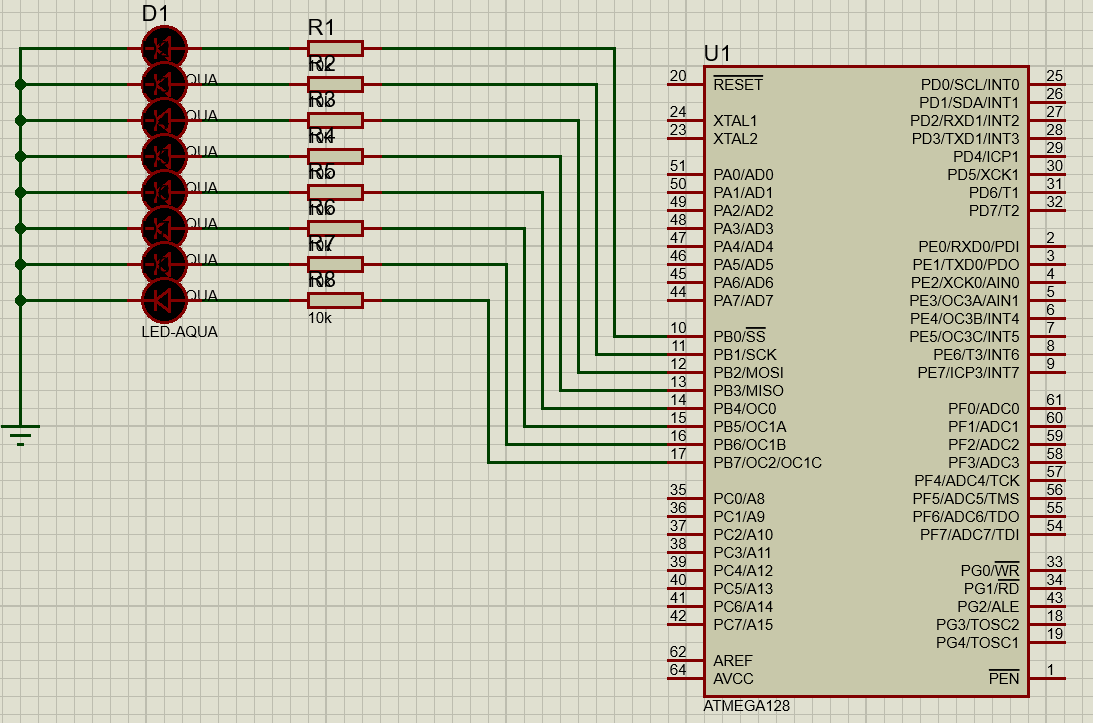 D1
R1
10k
R2
QUA
10k
R3
QUA
10k
R4
QUA
10k
R5
QUA
10k
R6
QUA
10k
R7
QUA
10k
R8
QUA
10k
LED-AQUA
U1
20 RESET
24 XTAL1
23 XTAL2
51 PA0/AD0
50 PA1/AD1
49 PA2/AD2
48 PA3/AD3
47 PA4/AD4
46 PA5/AD5
45 PA6/AD6
44 PA7/AD7
10 PB0/SS
11 PB1/SCK
12 PB2/MOSI
13 PB3/MISO
14 PB4/OC0
15 PB5/OC1A
16 PB6/OC1B
17 PB7/OC2/OC1C
35 PC0/A8
36 PC1/A9
37 PC2/A10
38 PC3/A11
39 PC4/A12
40 PC5/A13
41 PC6/A14
42 PC7/A15
62 AREF
64 AVCC
PD0/SCL/INT0 25
PD1/SDA/INT1 26
PD2/RXD1/INT2 27
PD3/TXD1/INT3 28
PD4/ICP1 29
PD5/XCK1 30
PD6/T1 31
PD7/T2 32
PE0/RXD0/PDI 2
PE1/TXD0/PDO 3
PE2/XCK0/AIN0 4
PE3/OC3A/AIN1 5
PE4/OC3B/INT4 6
PE5/OC3C/INT5 7
PE6/T3/INT6 8
PE7/ICP3/INT7 9
PF0/ADC0 61
PF1/ADC1 60
PF2/ADC2 59
PF3/ADC3 58
PF4/ADC4/TCK 57
PF5/ADC5/TMS 56
PF6/ADC6/TDO 55
PF7/ADC7/TDI 54
PG0/WR 33
PG1/RD 34
PG2/ALE 43
PG3/TOSC2 18
PG4/TOSC1 19
PEN 1
ATMEGA128